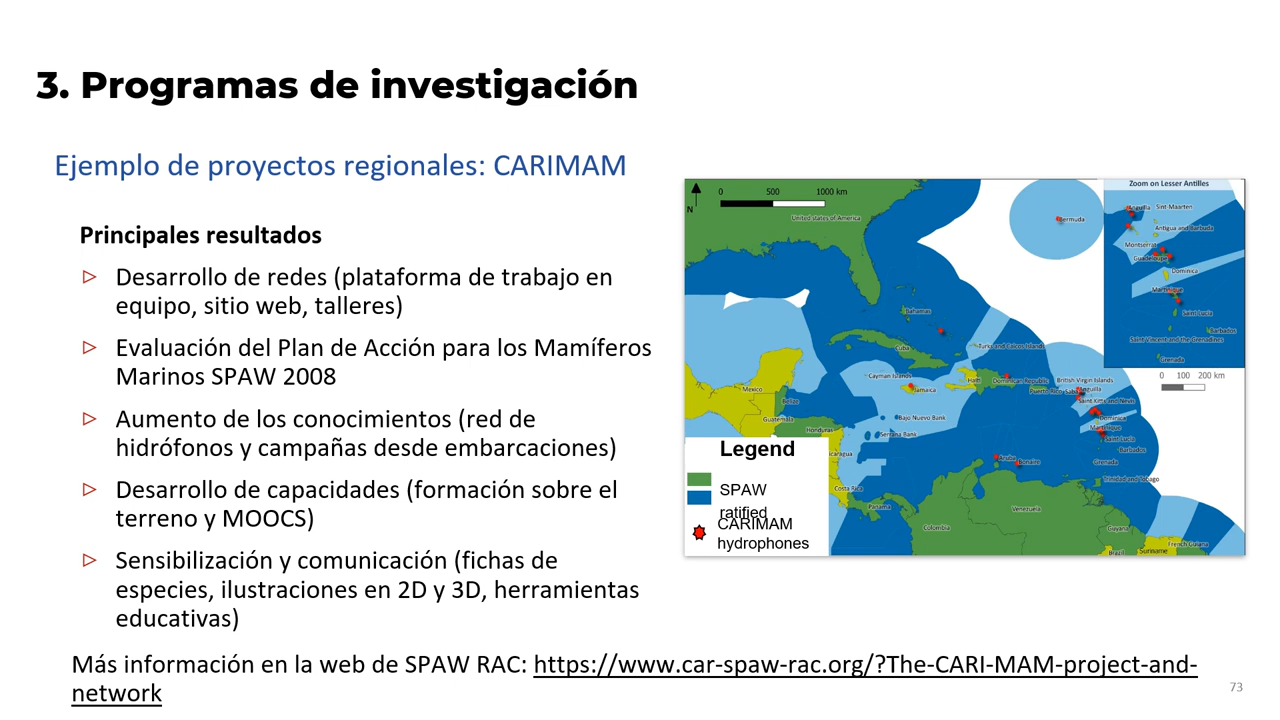 3. Programas de investigación
Ejemplo de proyectos regionales: CARIMAM
Principales resultados
Desarrollo de redes (plataforma de trabajo en
equipo, sitio web, talleres)
Evaluación del Plan de Acción para los Mamíferos
Marinos SPAW 2008
Aumento de los conocimientos (red de
hidrófonos y campañas desde embarcaciones)
Desarrollo de capacidades (formación sobre el
terreno y MOOCS)
Sensibilización y comunicación (fichas de
especies, ilustraciones en 2D y 3D, herramientas
educativas)
Más información en la web de SPAW RAC: https://www.car-spaw-rac.org/?The-CARI-MAM-project-and-
network
73
N
0 500 1000 km
United states of America
Bermuda
Bahamas
Cuba
Turks and Caicos Islands
Cayman Islands
Jamaica
Haiti
Dominican Republic
Puerto Rico
Saba
British Virgin Islands
Anguilla
Saint Kitts and Nevis
Dominica
Martinique
Saint Lucia
Barbados
Grenada
Trinidad and Tobago
Mexico
Belize
Guatemala
Honduras
Bajo Nuevo Bank
Serrana Bank
Costa Rica
Panama
Aruba
Bonaire
Colombia
Venezuela
Guyana
Suriname
French Guiana
Brazil
Zoom on Lesser Antilles
Anguilla
Sint-Maarten
Antigua and Barbuda
Montserrat
Guadeloupe
Dominica
Martinique
Saint Lucia
Barbados
Saint Vincent and the Grenadines
Grenada
0 100 200 km
Legend
SPAW
ratified
CARIMAM
hydrophones